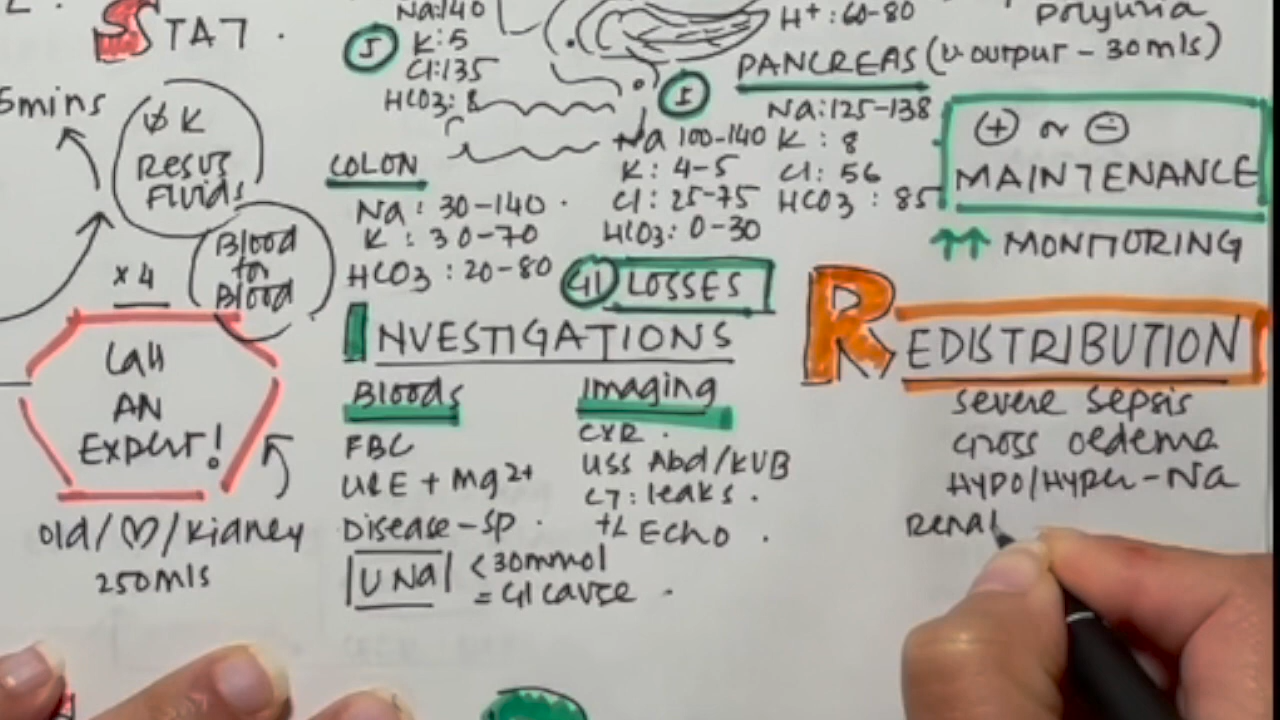 STAT.
5mins
↓K
Resus
Fluids
Blood
for
Blood
x4
Call
AN
Expert!
old/♡/kidney
250mls
Na:140
K:5
Cl:135
HCO3:8
COLON
Na: 30-140.
K: 30-70
HCO3: 20-80
GI LOSSES
Na 100-140
K: 4-5
Cl: 25-75
HCO3: 0-30
H+: 60-80
PANCREAS
Na:125-138
K: 8
Cl: 56
HCO3: 85
Polyuria
(↓output - 30mls)
+ or -
MAINTENANCE
↑↑ MONITORING
INVESTIGATIONS
Bloods
FBC
U&E + Mg2+
Disease-SP.
UNa <30mmol
= GI cause.
Imaging
CXR.
USS Abd/KUB
CT: leaks.
+/- Echo.
REDISTRIBUTION
severe sepsis
gross oedema
HYPO/Hyper-Na
Renal